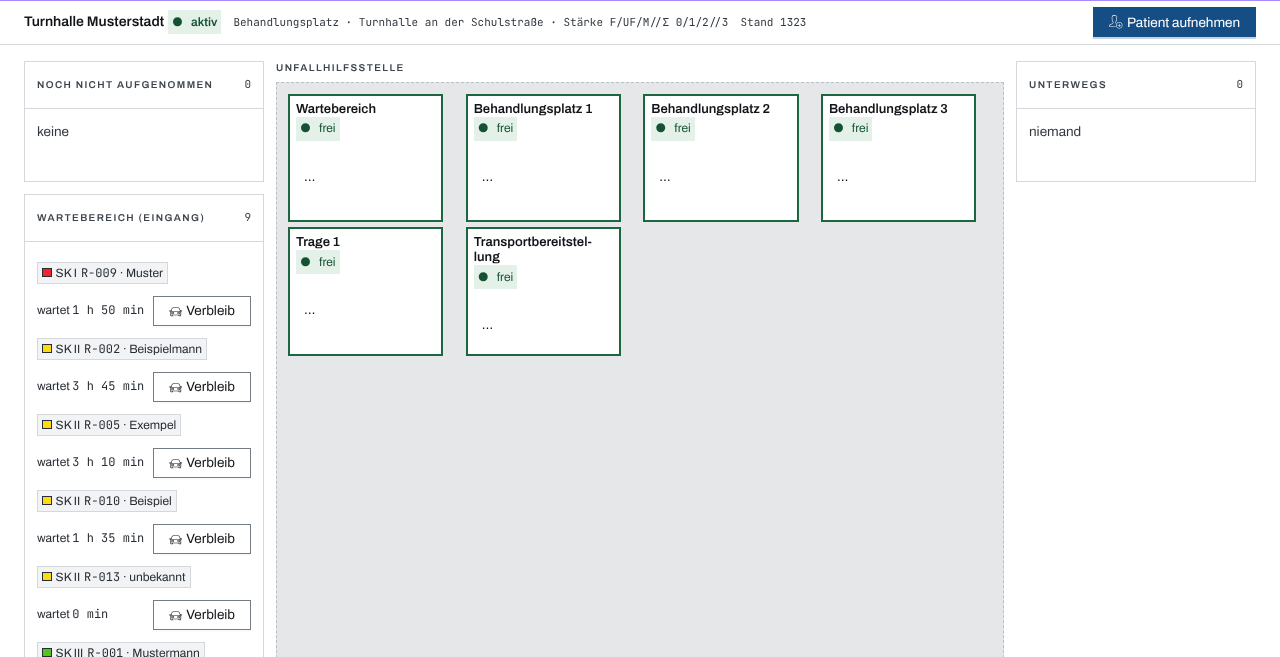 Turnhalle Musterstadt aktiv Behandlungsplatz · Turnhalle an der Schulstraße · Stärke F/UF/M//Σ 0/1/2//3 Stand 1323 Patient aufnehmen
NOCH NICHT AUFGENOMMEN 0
keine
WARTEBEREICH (EINGANG) 9
SK I R-009 · Muster
wartet 1 h 50 min Verbleib
SK II R-002 · Beispielmann
wartet 3 h 45 min Verbleib
SK II R-005 · Exempel
wartet 3 h 10 min Verbleib
SK II R-010 · Beispiel
wartet 1 h 35 min Verbleib
SK II R-013 · unbekannt
wartet 0 min Verbleib
SK III R-001 · Mustermann
UNFALLHILFSSTELLE
Wartebereich
frei
...
Behandlungsplatz 1
frei
...
Behandlungsplatz 2
frei
...
Behandlungsplatz 3
frei
...
Trage 1
frei
...
Transportbereitstel-
lung
frei
...
UNTERWEGS 0
niemand